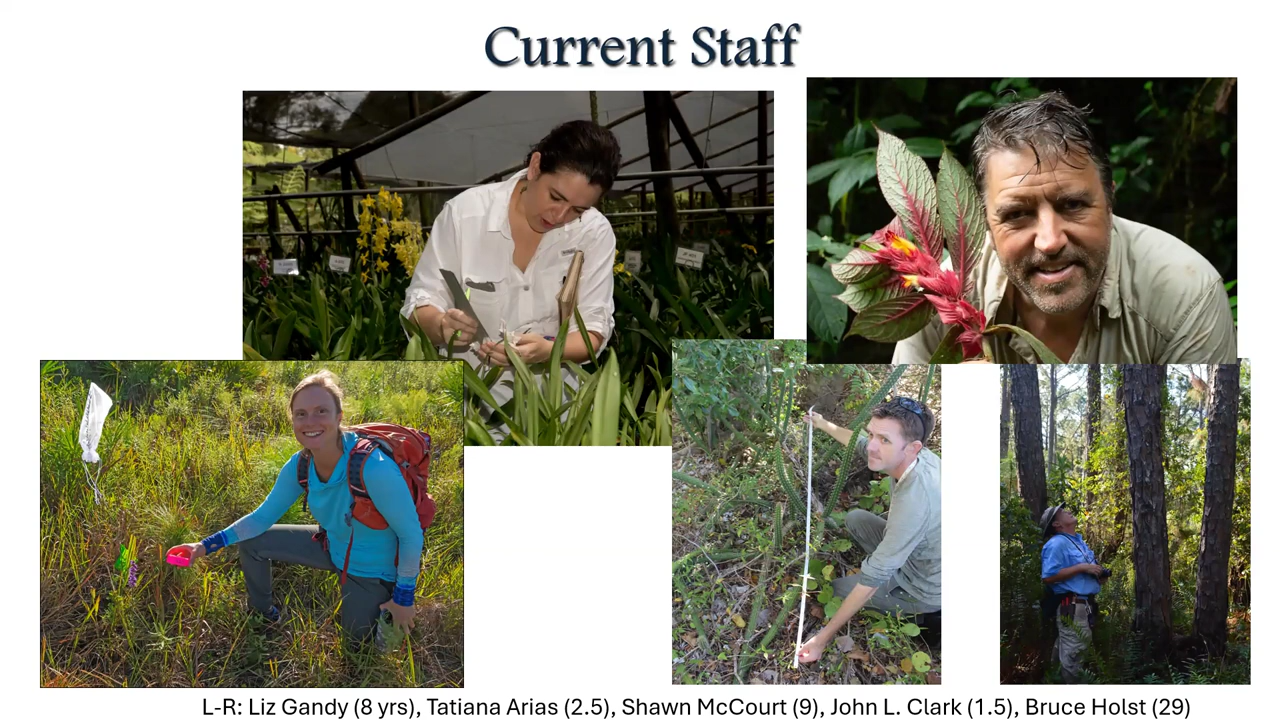 Current Staff
L-R: Liz Gandy (8 yrs), Tatiana Arias (2.5), Shawn McCourt (9), John L. Clark (1.5), Bruce Holst (29)